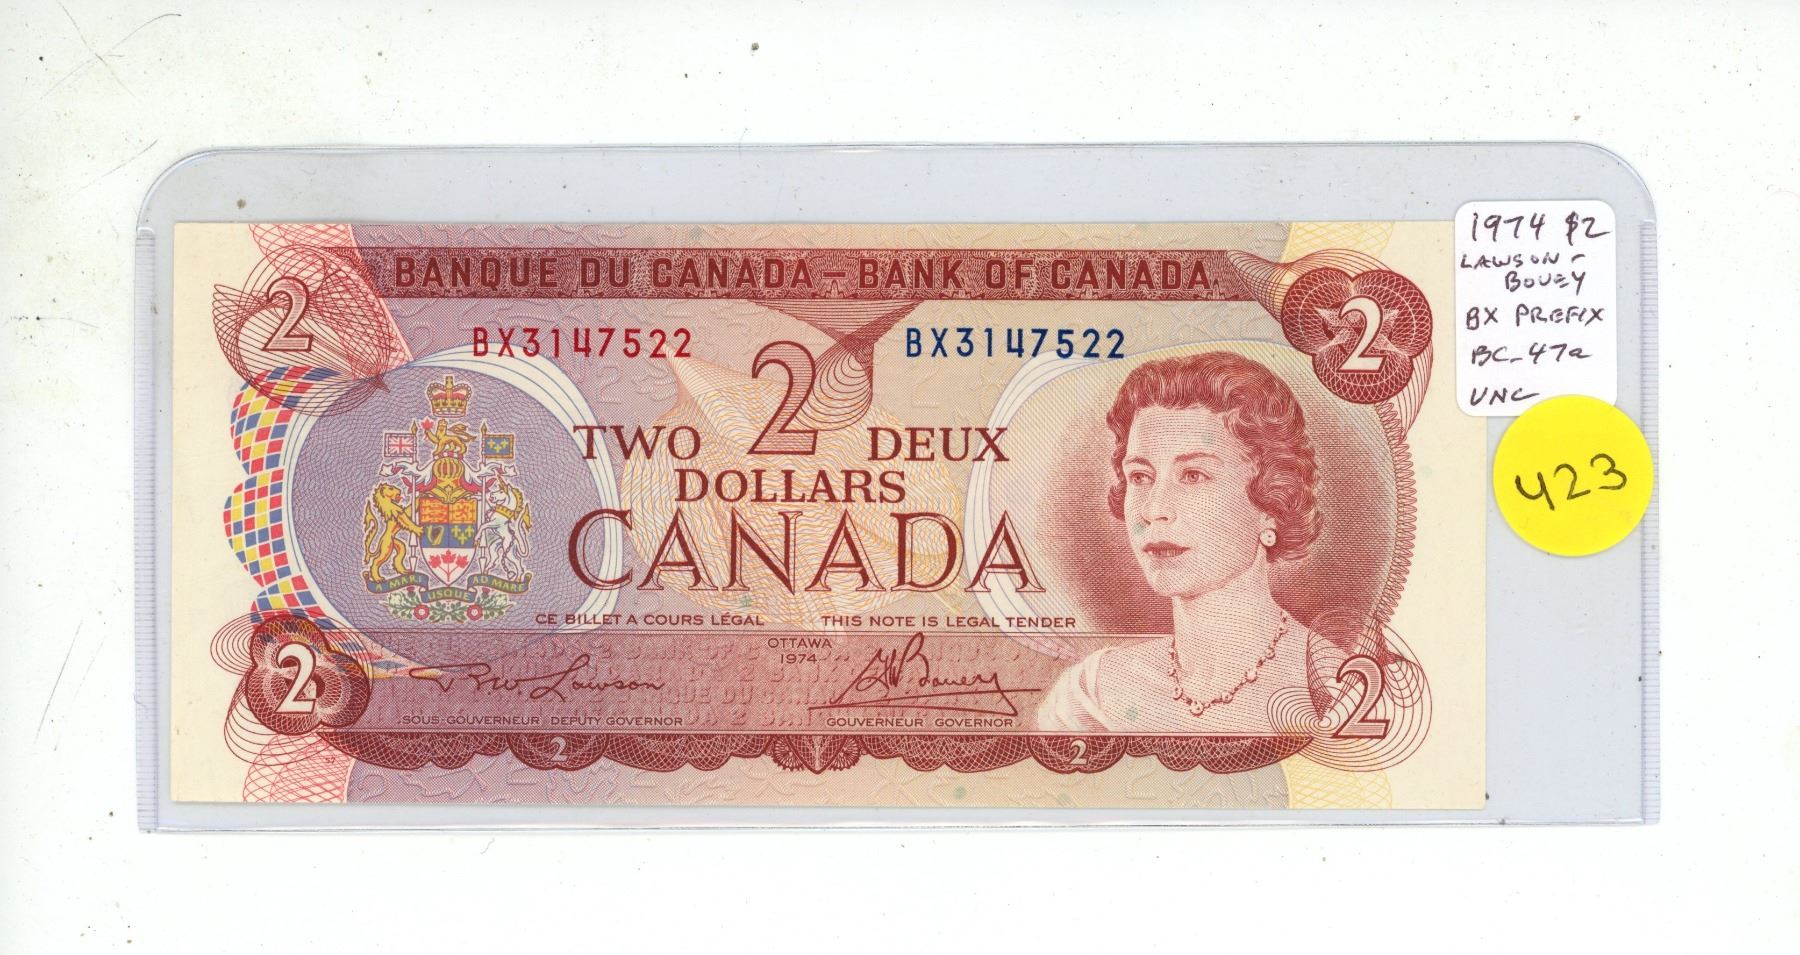 BANQUE DU CANADA – BANK OF CANADA
2
2
BX3147522
BX3147522
2
TWO DEUX
DOLLARS
CANADA
A MARI USQUE AD MARE
CE BILLET A COURS LÉGAL
THIS NOTE IS LEGAL TENDER
OTTAWA
1974
R.W. Lawson
G.K. Bouey
SOUS-GOUVERNEUR DEPUTY GOVERNOR
GOUVERNEUR GOVERNOR
2
2
2
2
1974 $2
LAWSON -
BOUEY
BX PREFIX
BC-47a
UNC
423